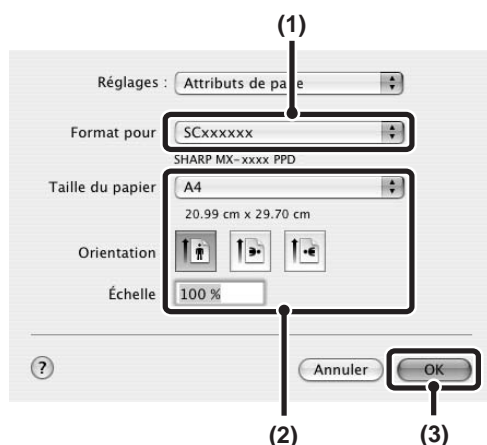 (1)
Réglages : Attributs de page
Format pour SCxxxxxx
SHARP MX-xxxx PPD
Taille du papier A4
20.99 cm x 29.70 cm
Orientation
Échelle 100 %
? Annuler OK
(2) (3)